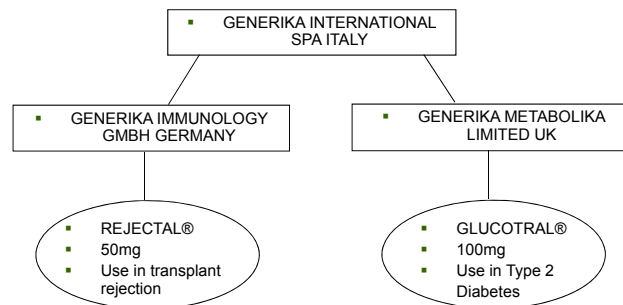 GENERIKA INTERNATIONAL
SPA ITALY
GENERIKA IMMUNOLOGY
GMBH GERMANY
GENERIKA METABOLIKA
LIMITED UK
REJECTAL®
50mg
Use in transplant
rejection
GLUCOTRAL®
100mg
Use in Type 2
Diabetes